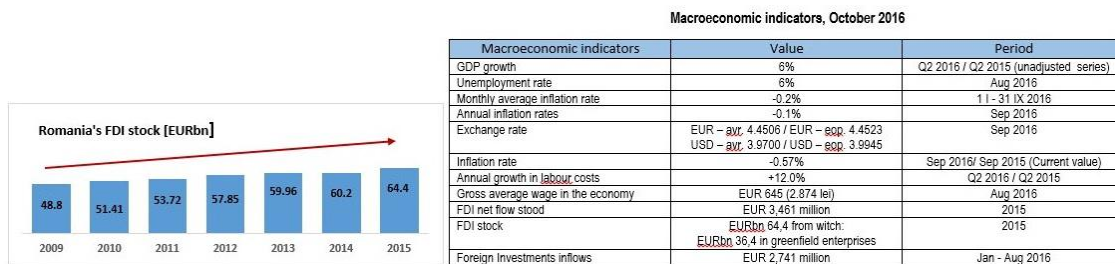 Macroeconomic indicators, October 2016
Romania's FDI stock [EURbn]
48.8 51.41 53.72 57.85 59.96 60.2 64.4
2009 2010 2011 2012 2013 2014 2015
Macroeconomic indicators Value Period
GDP growth 6% Q2 2016 / Q2 2015 (unadjusted series)
Unemployment rate 6% Aug 2016
Monthly average inflation rate -0.2% 1 I - 31 IX 2016
Annual inflation rates -0.1% Sep 2016
Exchange rate EUR – avr. 4.4506 / EUR – eop. 4.4523 Sep 2016
USD – avr. 3.9700 / USD – eop. 3.9945
Inflation rate -0.57% Sep 2016/ Sep 2015 (Current value)
Annual growth in labour costs +12.0% Q2 2016 / Q2 2015
Gross average wage in the economy EUR 645 (2.874 lei) Aug 2016
FDI net flow stood EUR 3,461 million 2015
FDI stock EURbn 64,4 from witch: 2015
EURbn 36,4 in greenfield enterprises
Foreign Investments inflows EUR 2,741 million Jan - Aug 2016